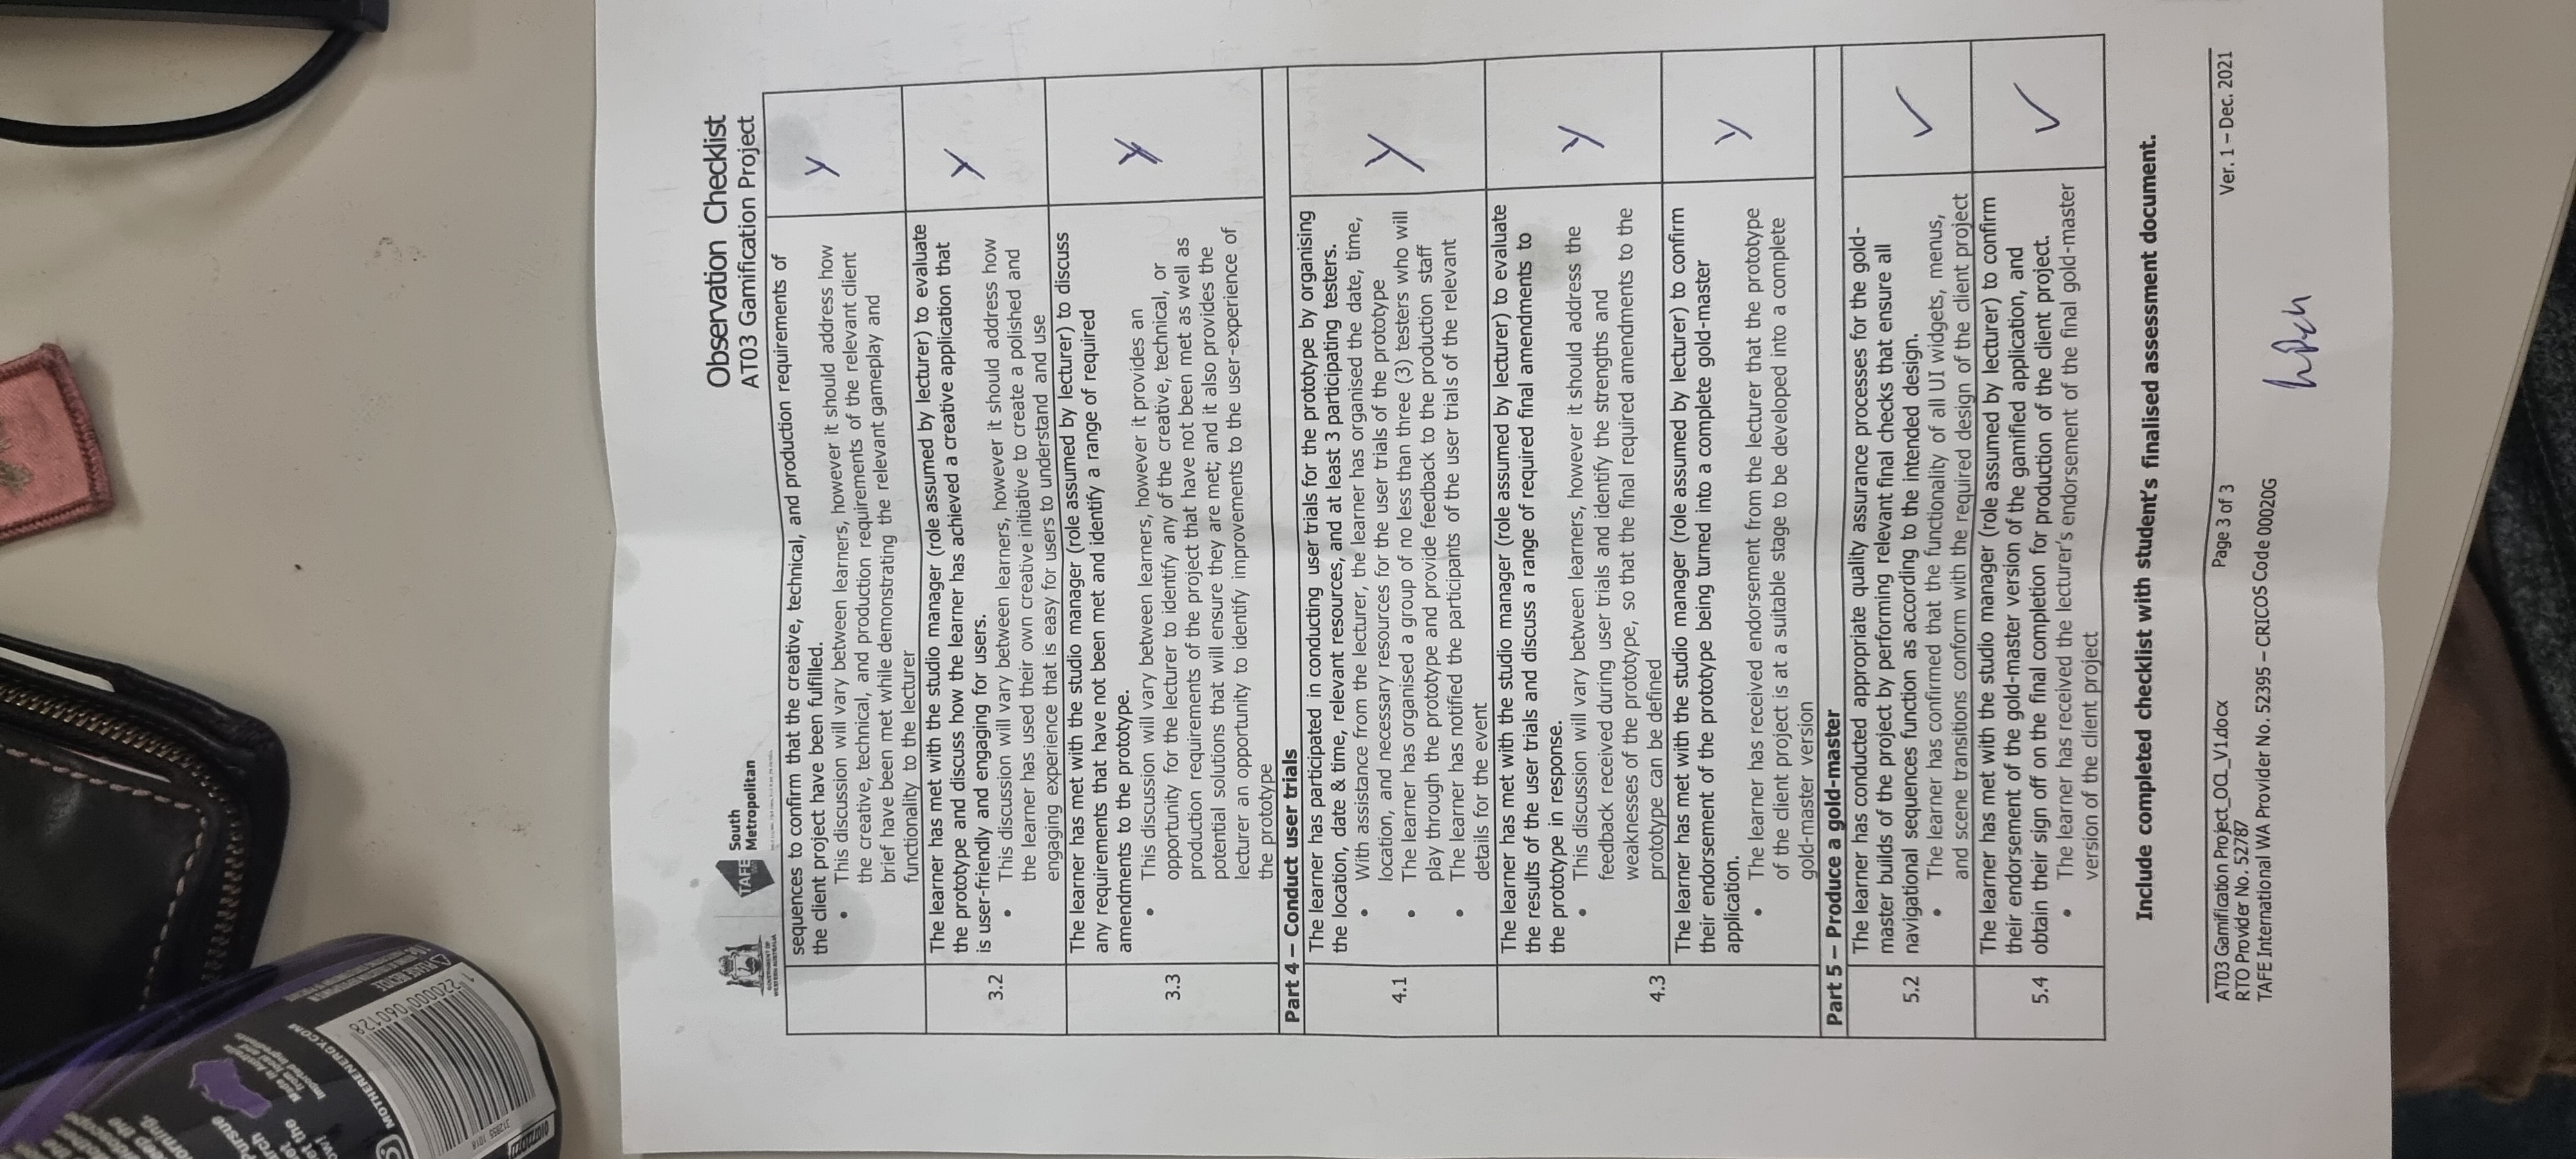 Pursue
Made in Australia
from local and
imported ingredients
MOTHERENERGY.COM
GOVERNMENT OF
WESTERN AUSTRALIA
TAFE
South
Metropolitan
Observation Checklist
AT03 Gamification Project
sequences to confirm that the creative, technical, and production requirements of
the client project have been fulfilled.
• This discussion will vary between learners, however it should address how
the creative, technical, and production requirements of the relevant client
brief have been met while demonstrating the relevant gameplay and
functionality to the lecturer
Y
3.2
The learner has met with the studio manager (role assumed by lecturer) to evaluate
the prototype and discuss how the learner has achieved a creative application that
is user-friendly and engaging for users.
• This discussion will vary between learners, however it should address how
the learner has used their own creative initiative to create a polished and
engaging experience that is easy for users to understand and use
Y
3.3
The learner has met with the studio manager (role assumed by lecturer) to discuss
any requirements that have not been met and identify a range of required
amendments to the prototype.
• This discussion will vary between learners, however it provides an
opportunity for the lecturer to identify any of the creative, technical, or
production requirements of the project that have not been met as well as
potential solutions that will ensure they are met; and it also provides the
lecturer an opportunity to identify improvements to the user-experience of
the prototype
Y
Part 4 – Conduct user trials
4.1
The learner has participated in conducting user trials for the prototype by organising
the location, date & time, relevant resources, and at least 3 participating testers.
• With assistance from the lecturer, the learner has organised the date, time,
location, and necessary resources for the user trials of the prototype
• The learner has organised a group of no less than three (3) testers who will
play through the prototype and provide feedback to the production staff
• The learner has notified the participants of the user trials of the relevant
details for the event
Y
4.3
The learner has met with the studio manager (role assumed by lecturer) to evaluate
the results of the user trials and discuss a range of required final amendments to
the prototype in response.
• This discussion will vary between learners, however it should address the
feedback received during user trials and identify the strengths and
weaknesses of the prototype, so that the final required amendments to the
prototype can be defined
Y
The learner has met with the studio manager (role assumed by lecturer) to confirm
their endorsement of the prototype being turned into a complete gold-master
application.
• The learner has received endorsement from the lecturer that the prototype
of the client project is at a suitable stage to be developed into a complete
gold-master version
Y
Part 5 – Produce a gold-master
5.2
The learner has conducted appropriate quality assurance processes for the gold-
master builds of the project by performing relevant final checks that ensure all
navigational sequences function as according to the intended design.
• The learner has confirmed that the functionality of all UI widgets, menus,
and scene transitions conform with the required design of the client project
✓
5.4
The learner has met with the studio manager (role assumed by lecturer) to confirm
their endorsement of the gold-master version of the gamified application, and
obtain their sign off on the final completion for production of the client project.
• The learner has received the lecturer's endorsement of the final gold-master
version of the client project
✓
Include completed checklist with student's finalised assessment document.
AT03 Gamification Project_OCL_V1.docx
Page 3 of 3
Ver. 1 – Dec. 2021
RTO Provider No. 52787
TAFE International WA Provider No. 52395 – CRICOS Code 00020G